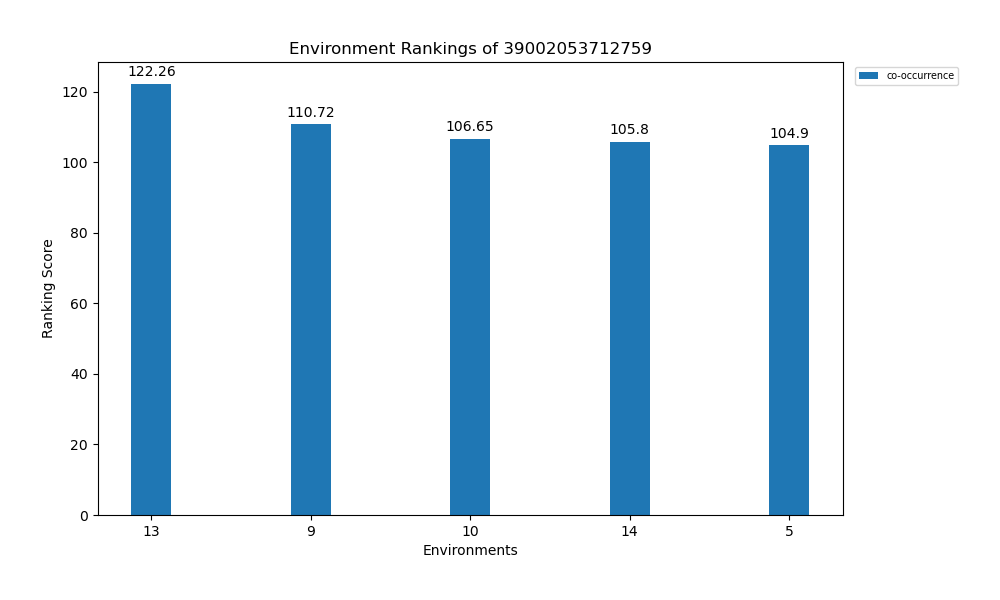 Environment Rankings of 39002053712759
co-occurrence
122.26
110.72
106.65
105.8
104.9
Ranking Score
120
100
80
60
40
20
0
13 9 10 14 5
Environments